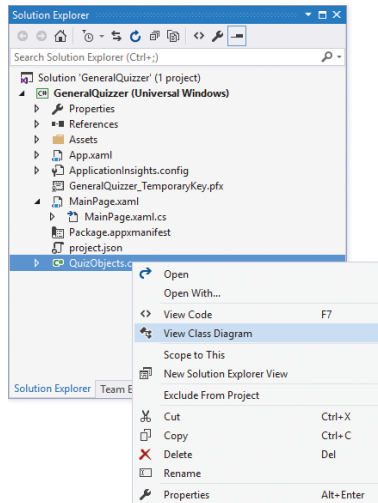 Solution Explorer
Search Solution Explorer (Ctrl+;)
Solution 'GeneralQuizzer' (1 project)
C# GeneralQuizzer (Universal Windows)
Properties
References
Assets
App.xaml
ApplicationInsights.config
GeneralQuizzer_TemporaryKey.pfx
MainPage.xaml
MainPage.xaml.cs
Package.appxmanifest
project.json
C# QuizObjects.c
Open
Open With...
View Code F7
View Class Diagram
Scope to This
New Solution Explorer View
Exclude From Project
Cut Ctrl+X
Copy Ctrl+C
Delete Del
Rename
Properties Alt+Enter
Solution Explorer Team E